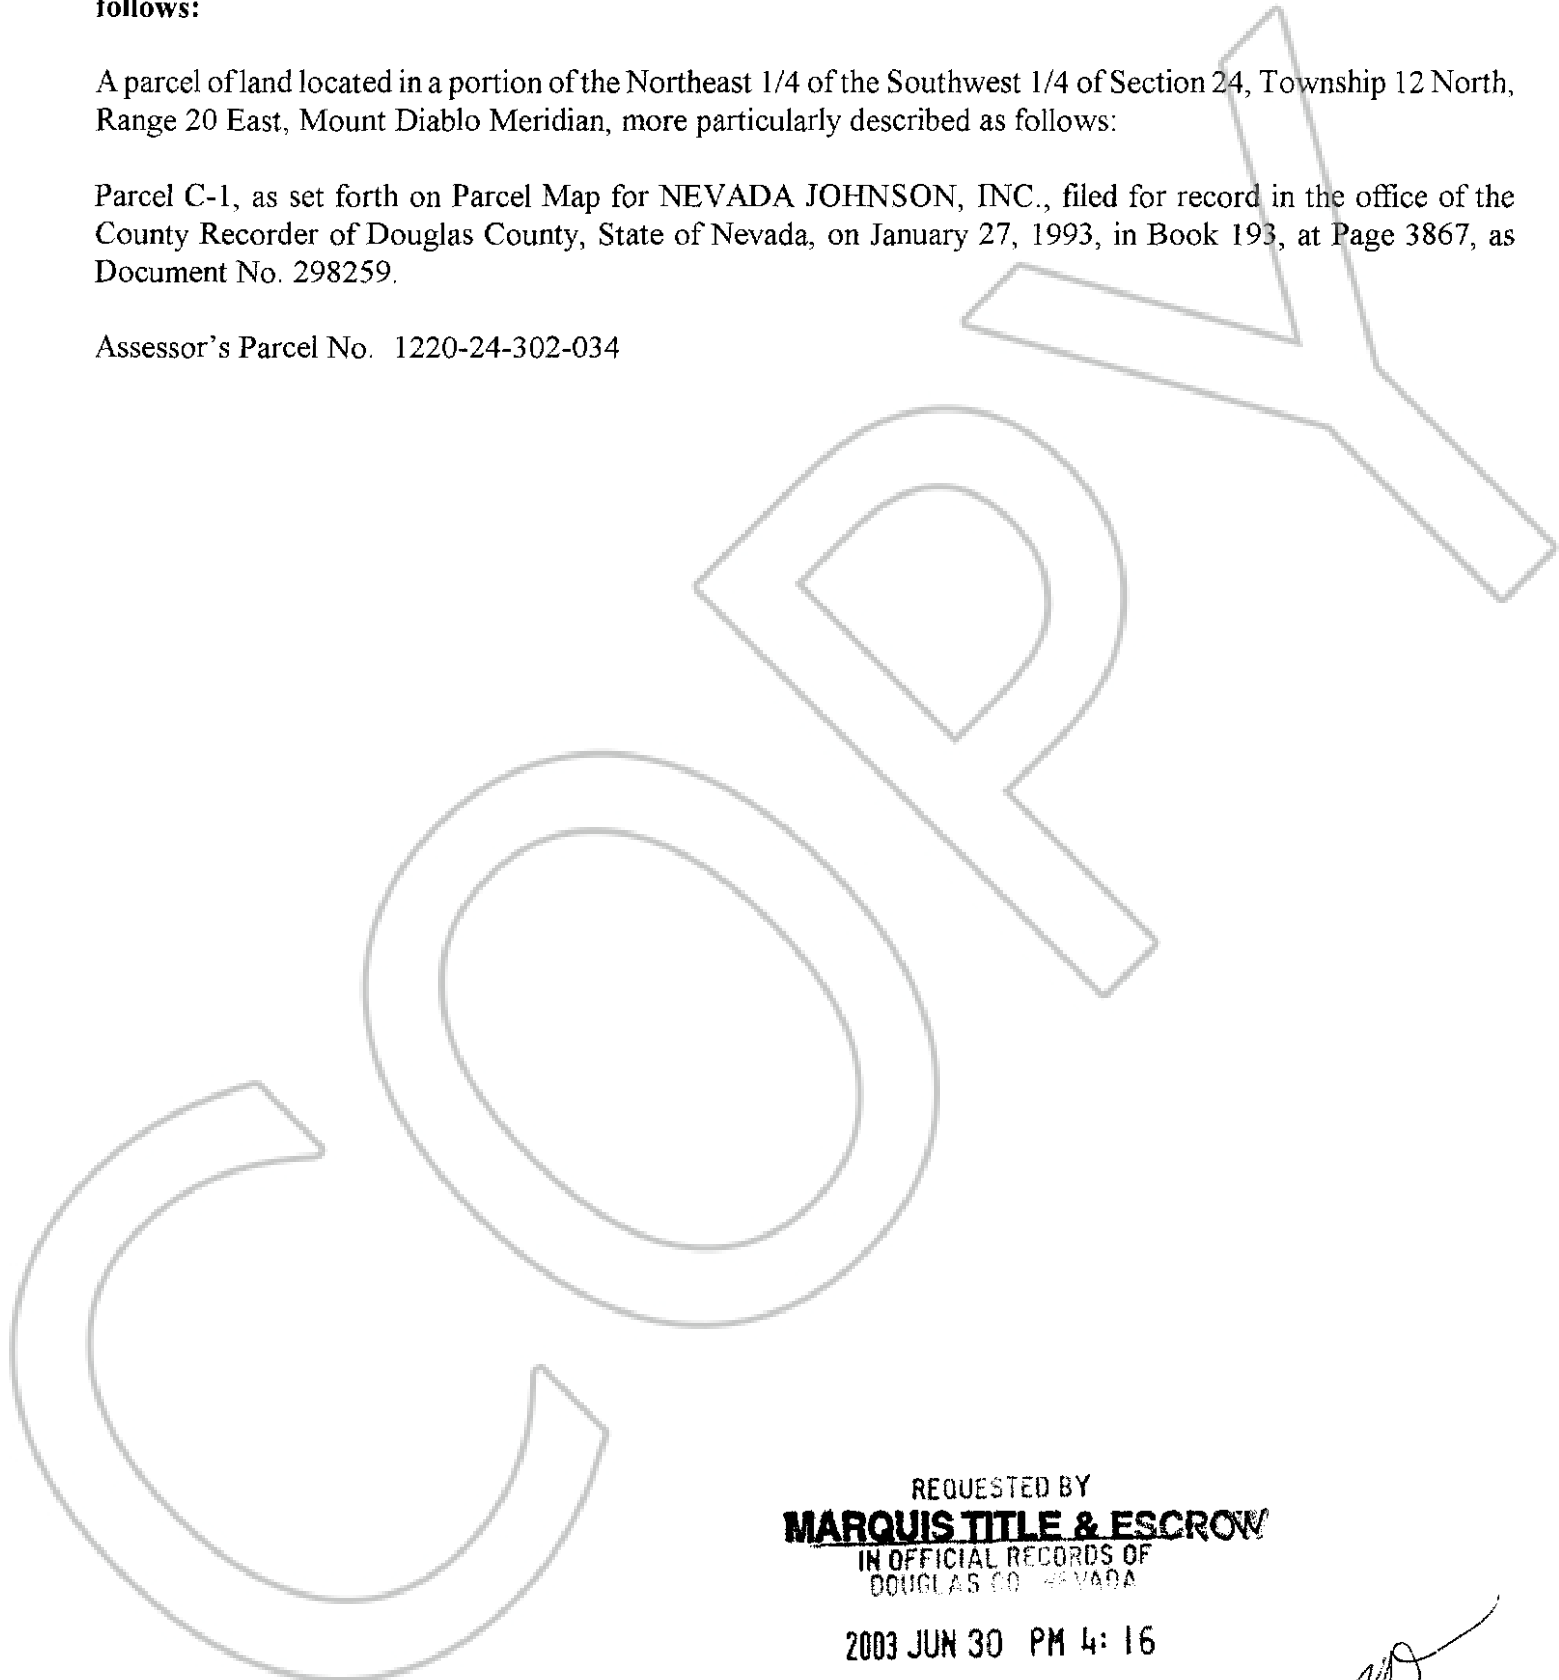 follows:
A parcel of land located in a portion of the Northeast 1/4 of the Southwest 1/4 of Section 24, Township 12 North,
Range 20 East, Mount Diablo Meridian, more particularly described as follows:
Parcel C-1, as set forth on Parcel Map for NEVADA JOHNSON, INC., filed for record in the office of the
County Recorder of Douglas County, State of Nevada, on January 27, 1993, in Book 193, at Page 3867, as
Document No. 298259.
Assessor's Parcel No. 1220-24-302-034
COPY
REQUESTED BY
MARQUIS TITLE & ESCROW
IN OFFICIAL RECORDS OF
DOUGLAS CO. NEVADA
2003 JUN 30 PM 4: 16